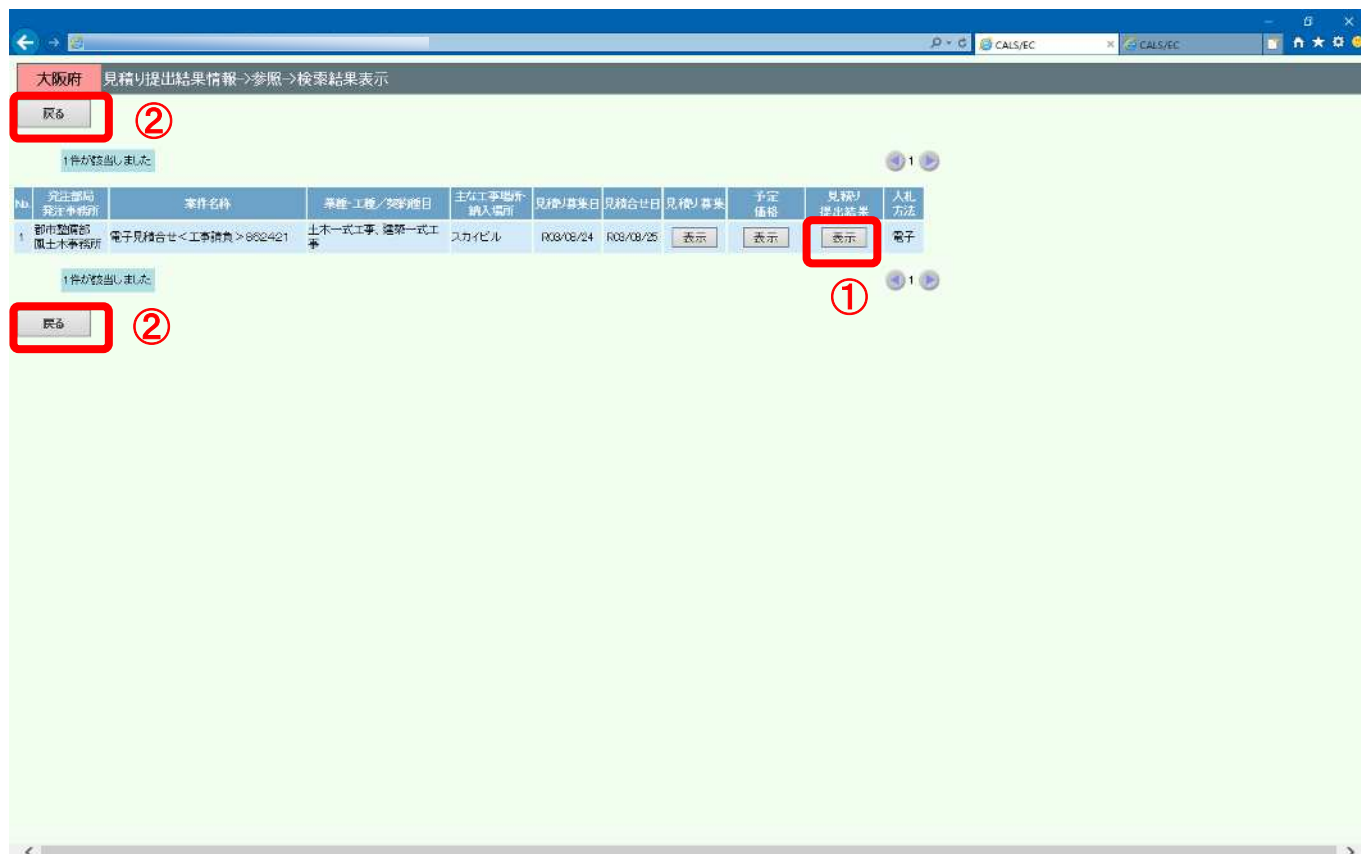 CALS/EC
CALS/EC
大阪府 見積り提出結果情報->参照->検索結果表示
戻る ②
1件が該当しました 1
No. 発注部局 発注事務所 案件名称 業種・工種／契約種目 主な工事場所・納入場所 見積り募集日 見積合せ日 見積り募集 予定価格 見積り提出結果 入札方法
1 都市整備部 鳳土木事務所 電子見積合せ＜工事請負＞862421 土木一式工事、建築一式工事 スカイビル R03/08/24 R03/08/25 表示 表示 表示 電子
1件が該当しました 1
①
戻る ②